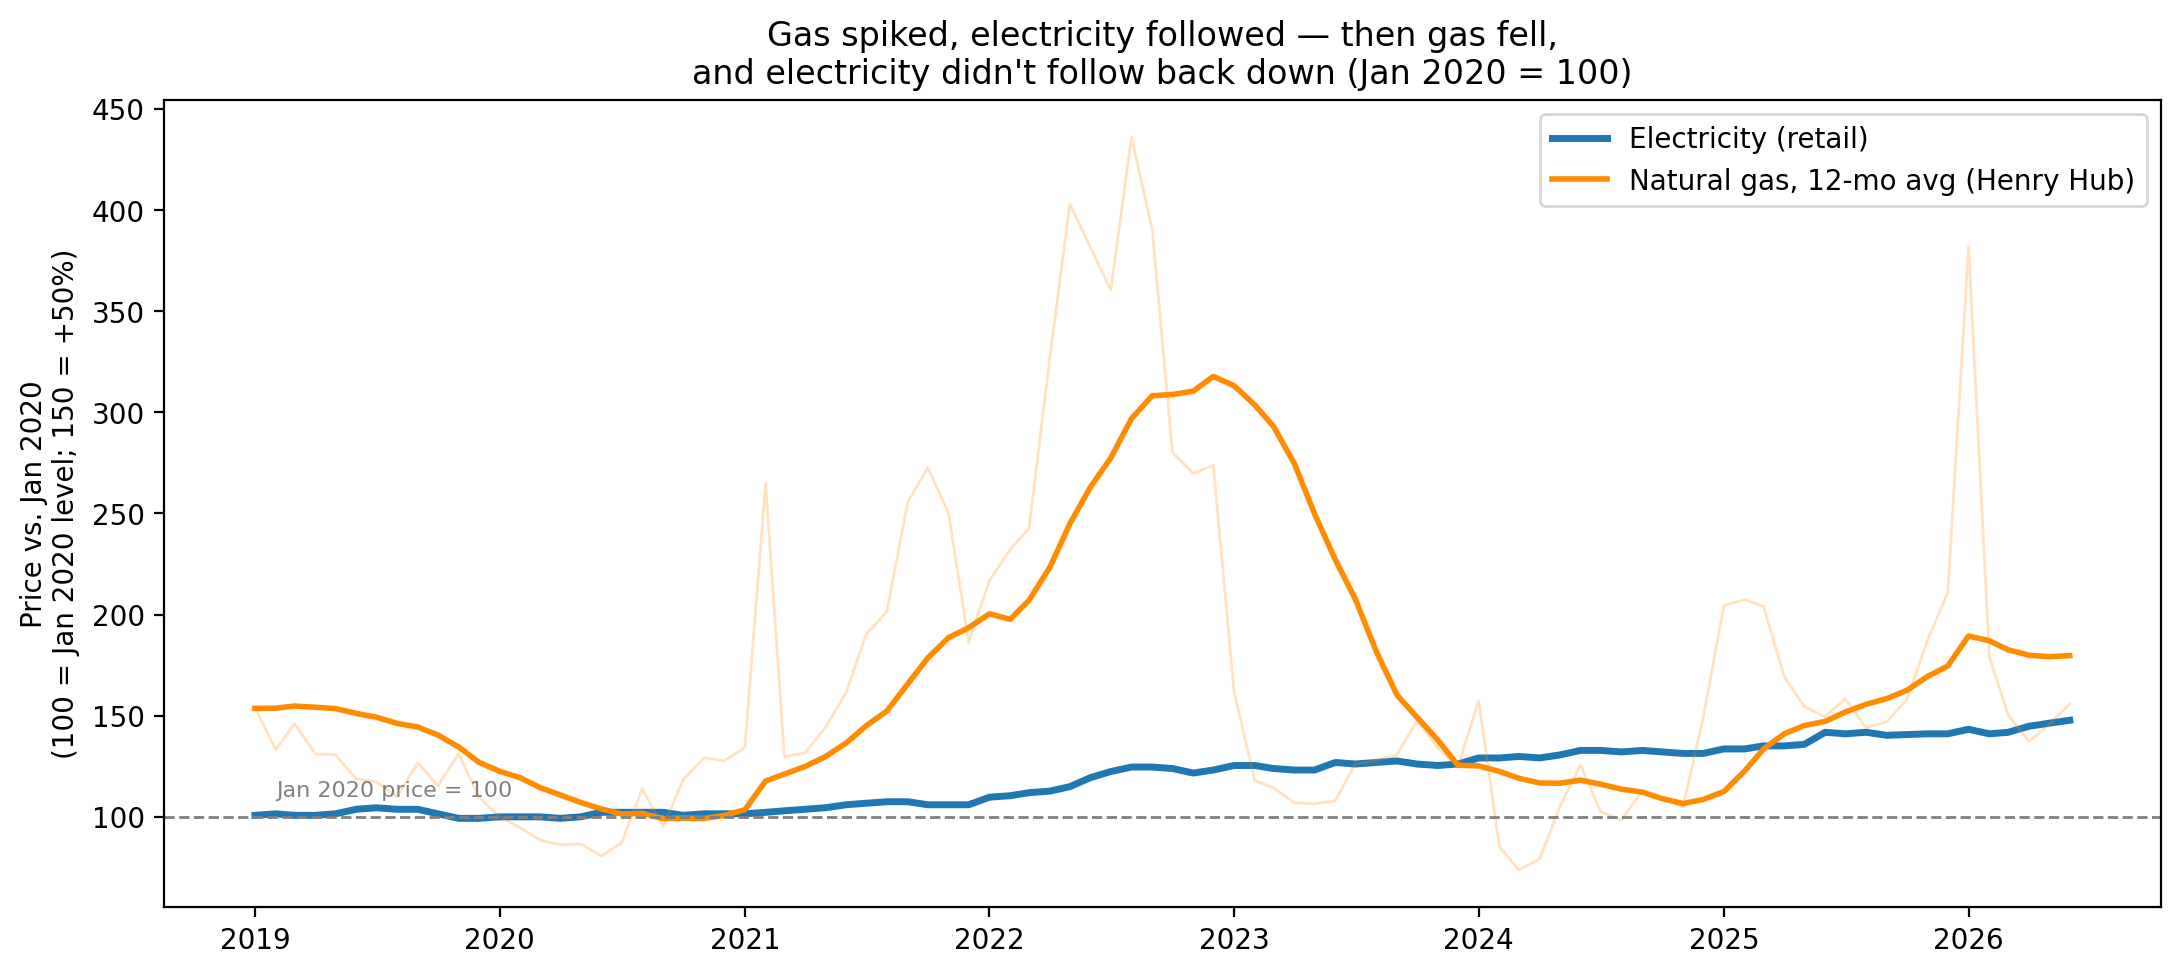 Gas spiked, electricity followed — then gas fell,
and electricity didn't follow back down (Jan 2020 = 100)
Price vs. Jan 2020
(100 = Jan 2020 level; 150 = +50%)
450
400
350
300
250
200
150
100
Electricity (retail)
Natural gas, 12-mo avg (Henry Hub)
Jan 2020 price = 100
2019
2020
2021
2022
2023
2024
2025
2026